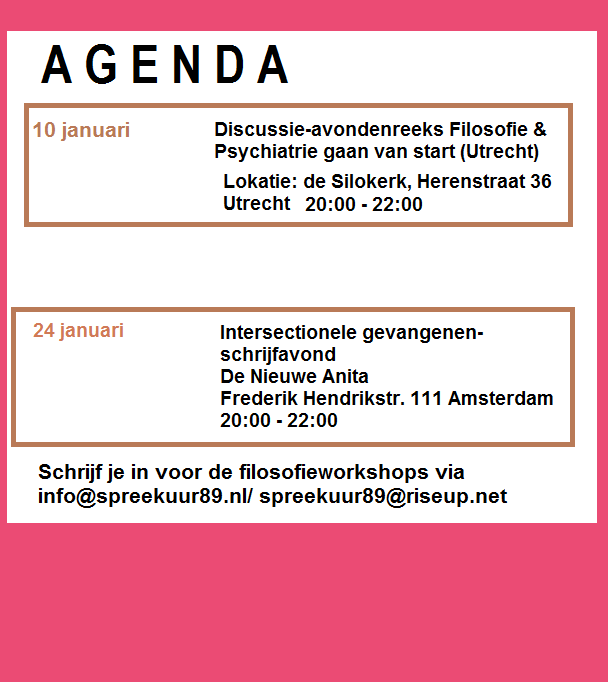 AGENDA
10 januari
Discussie-avondenreeks Filosofie &
Psychiatrie gaan van start (Utrecht)
Lokatie: de Silokerk, Herenstraat 36
Utrecht 20:00 - 22:00
24 januari
Intersectionele gevangenen-
schrijfavond
De Nieuwe Anita
Frederik Hendrikstr. 111 Amsterdam
20:00 - 22:00
Schrijf je in voor de filosofieworkshops via
info@spreekuur89.nl/ spreekuur89@riseup.net